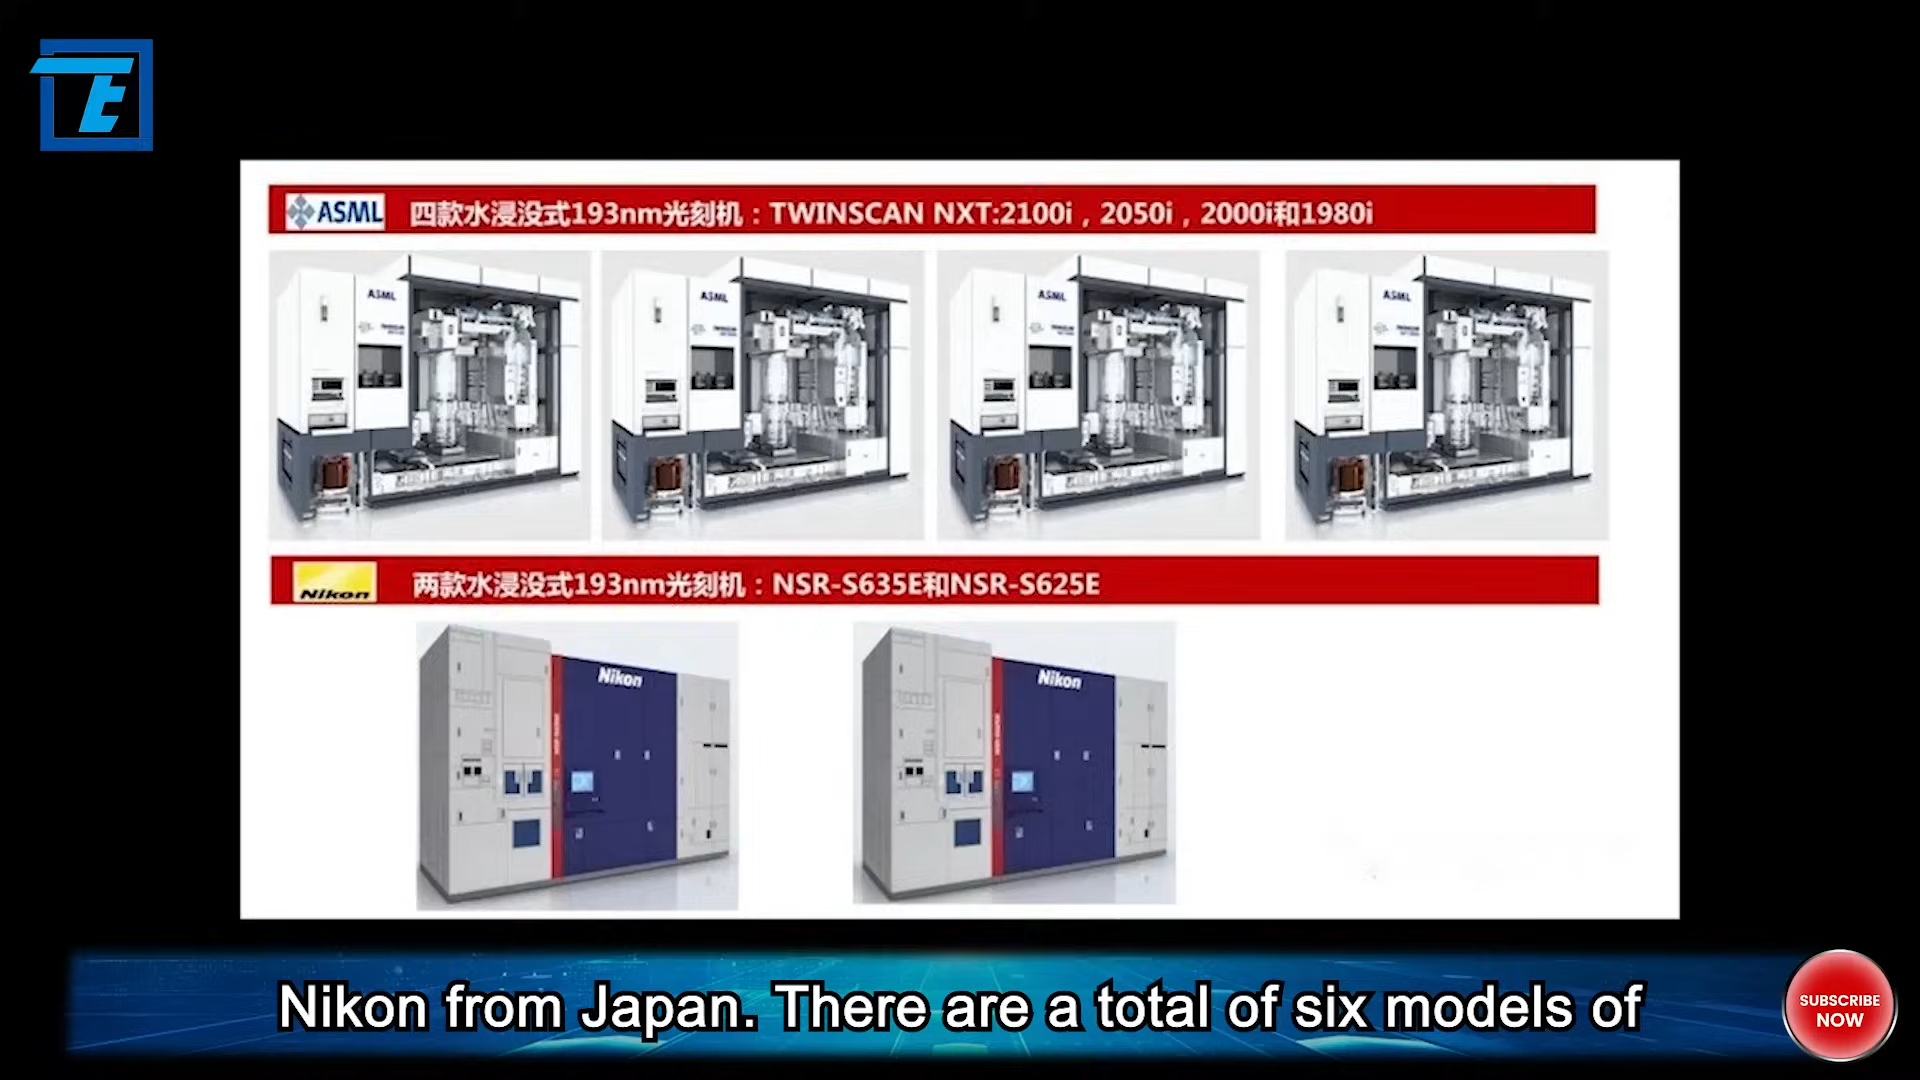 TE
ASML 四款水浸没式193nm光刻机：TWINSCAN NXT:2100i，2050i，2000i和1980i
ASML
ASML
ASML
ASML
Nikon 两款水浸没式193nm光刻机：NSR-S635E和NSR-S625E
Nikon
Nikon
Nikon from Japan. There are a total of six models of
SUBSCRIBE
NOW